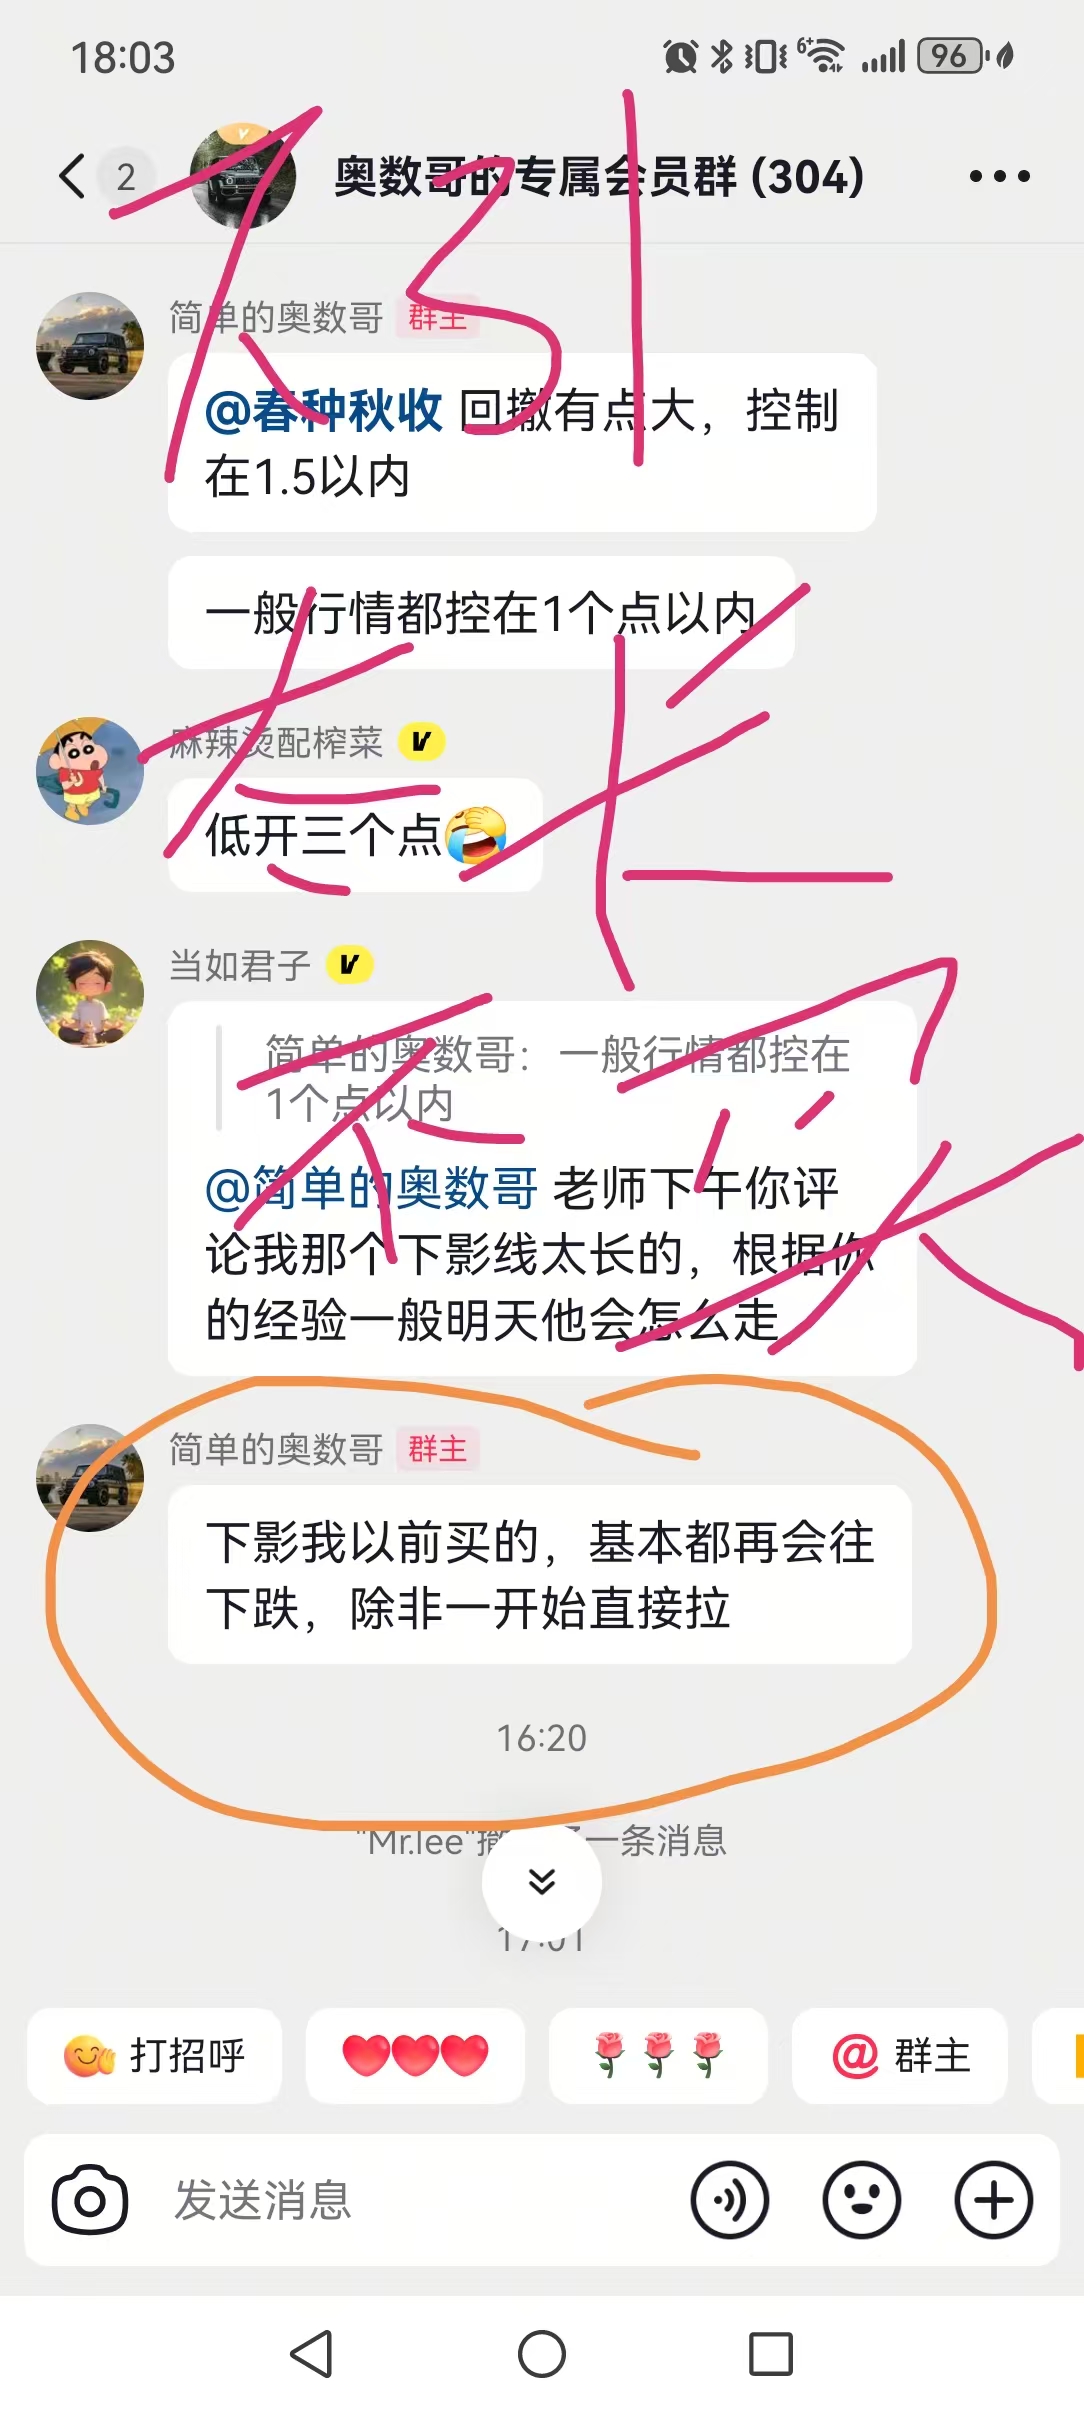 18:03
6+
96
2
奥数哥的专属会员群 (304)
简单的奥数哥 群主
@春种秋收 回撤有点大，控制
在1.5以内
一般行情都控在1个点以内
麻辣烫配榨菜
低开三个点
当如君子
简单的奥数哥：一般行情都控在
1个点以内
@简单的奥数哥 老师下午你评
论我那个下影线太长的，根据你
的经验一般明天他会怎么走
简单的奥数哥 群主
下影我以前买的，基本都再会往
下跌，除非一开始直接拉
16:20
"Mr.lee"撤 一条消息
17:01
打招呼
@ 群主
发送消息